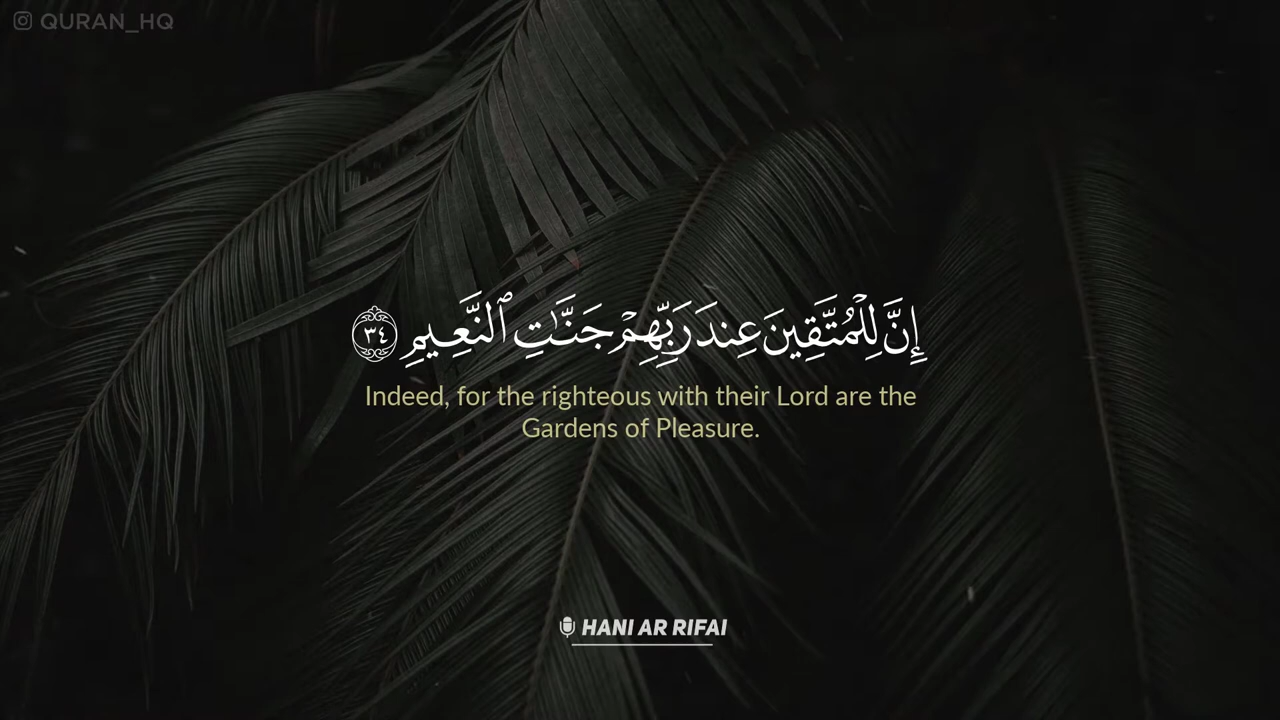 QURAN_HQ
إِنَّ لِلْمُتَّقِينَ عِندَ رَبِّهِمْ جَنَّـٰتِ ٱلنَّعِيمِ ٣٤
Indeed, for the righteous with their Lord are the
Gardens of Pleasure.
HANI AR RIFAI